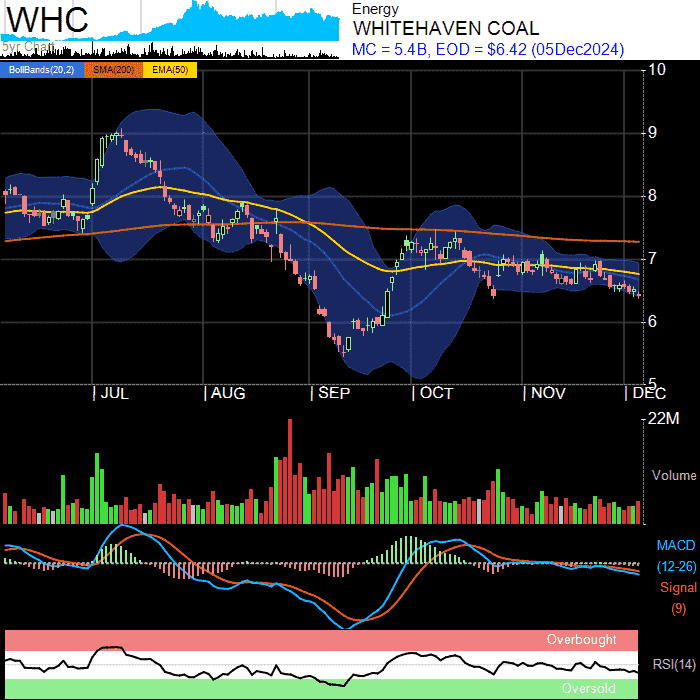 WHC
5yr Chart
Energy
WHITEHAVEN COAL
MC = 5.4B, EOD = $6.42 (05Dec2024)
BollBands(20,2) SMA(200) EMA(50)
10
9
8
7
6
5
| JUL | AUG | SEP | OCT | NOV | DEC
22M
Volume
MACD
(12-26)
Signal
(9)
Overbought
RSI(14)
Oversold